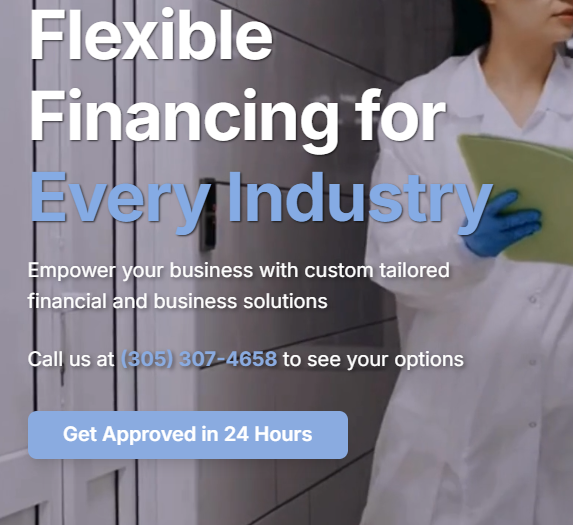 Flexible
Financing for
Every Industry
Empower your business with custom tailored
financial and business solutions
Call us at (305) 307-4658 to see your options
Get Approved in 24 Hours